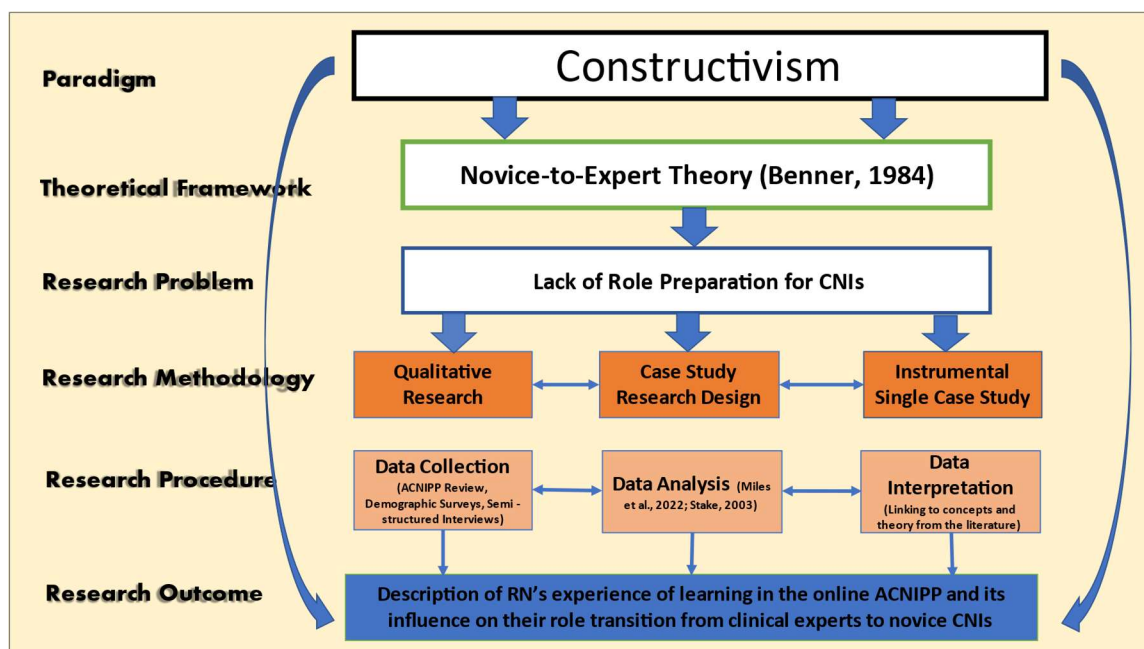 Paradigm
Constructivism
Theoretical Framework
Novice-to-Expert Theory (Benner, 1984)
Research Problem
Lack of Role Preparation for CNIs
Research Methodology
Qualitative
Research
Case Study
Research Design
Instrumental
Single Case Study
Research Procedure
Data Collection
(ACNIPP Review,
Demographic Surveys, Semi -
structured Interviews)
Data Analysis (Miles
et al., 2022; Stake, 2003)
Data
Interpretation
(Linking to concepts and
theory from the literature)
Research Outcome
Description of RN’s experience of learning in the online ACNIPP and its
influence on their role transition from clinical experts to novice CNIs